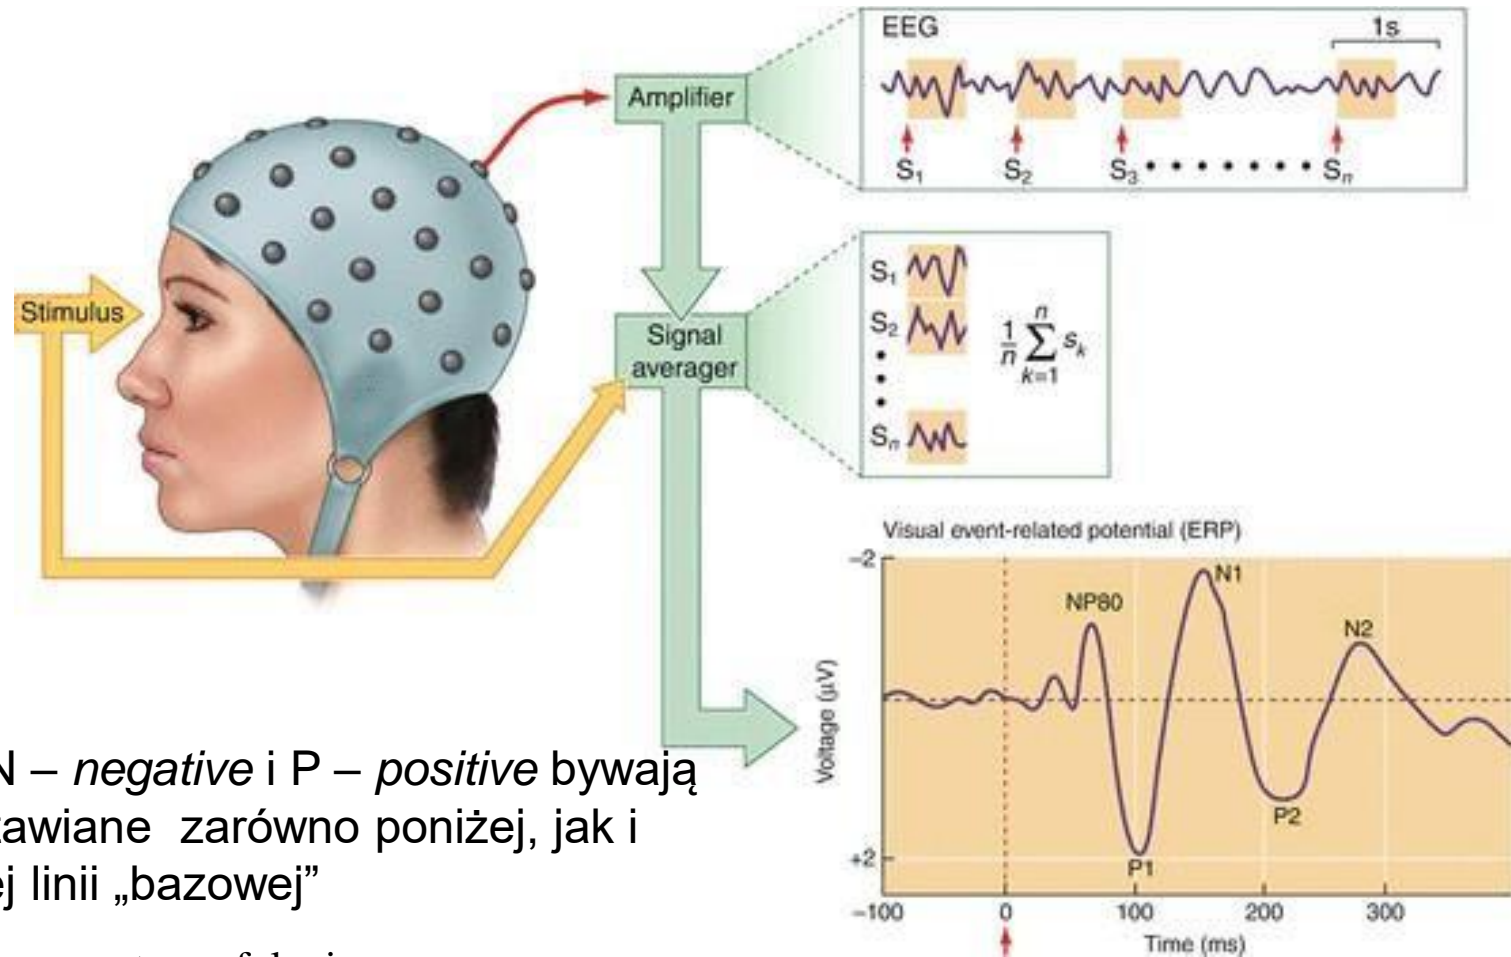 EEG
1s
Amplifier
S1 S2 S3 Sn
Stimulus
Signal
averager
S1
S2
Sn
1/n n∑k=1 sk
Visual event-related potential (ERP)
−2
NP80
N1
N2
P1
P2
+2
Voltage (µV)
−100 0 100 200 300
Time (ms)
N – negative i P – positive bywają
zarówno poniżej, jak i
linii „bazowej”